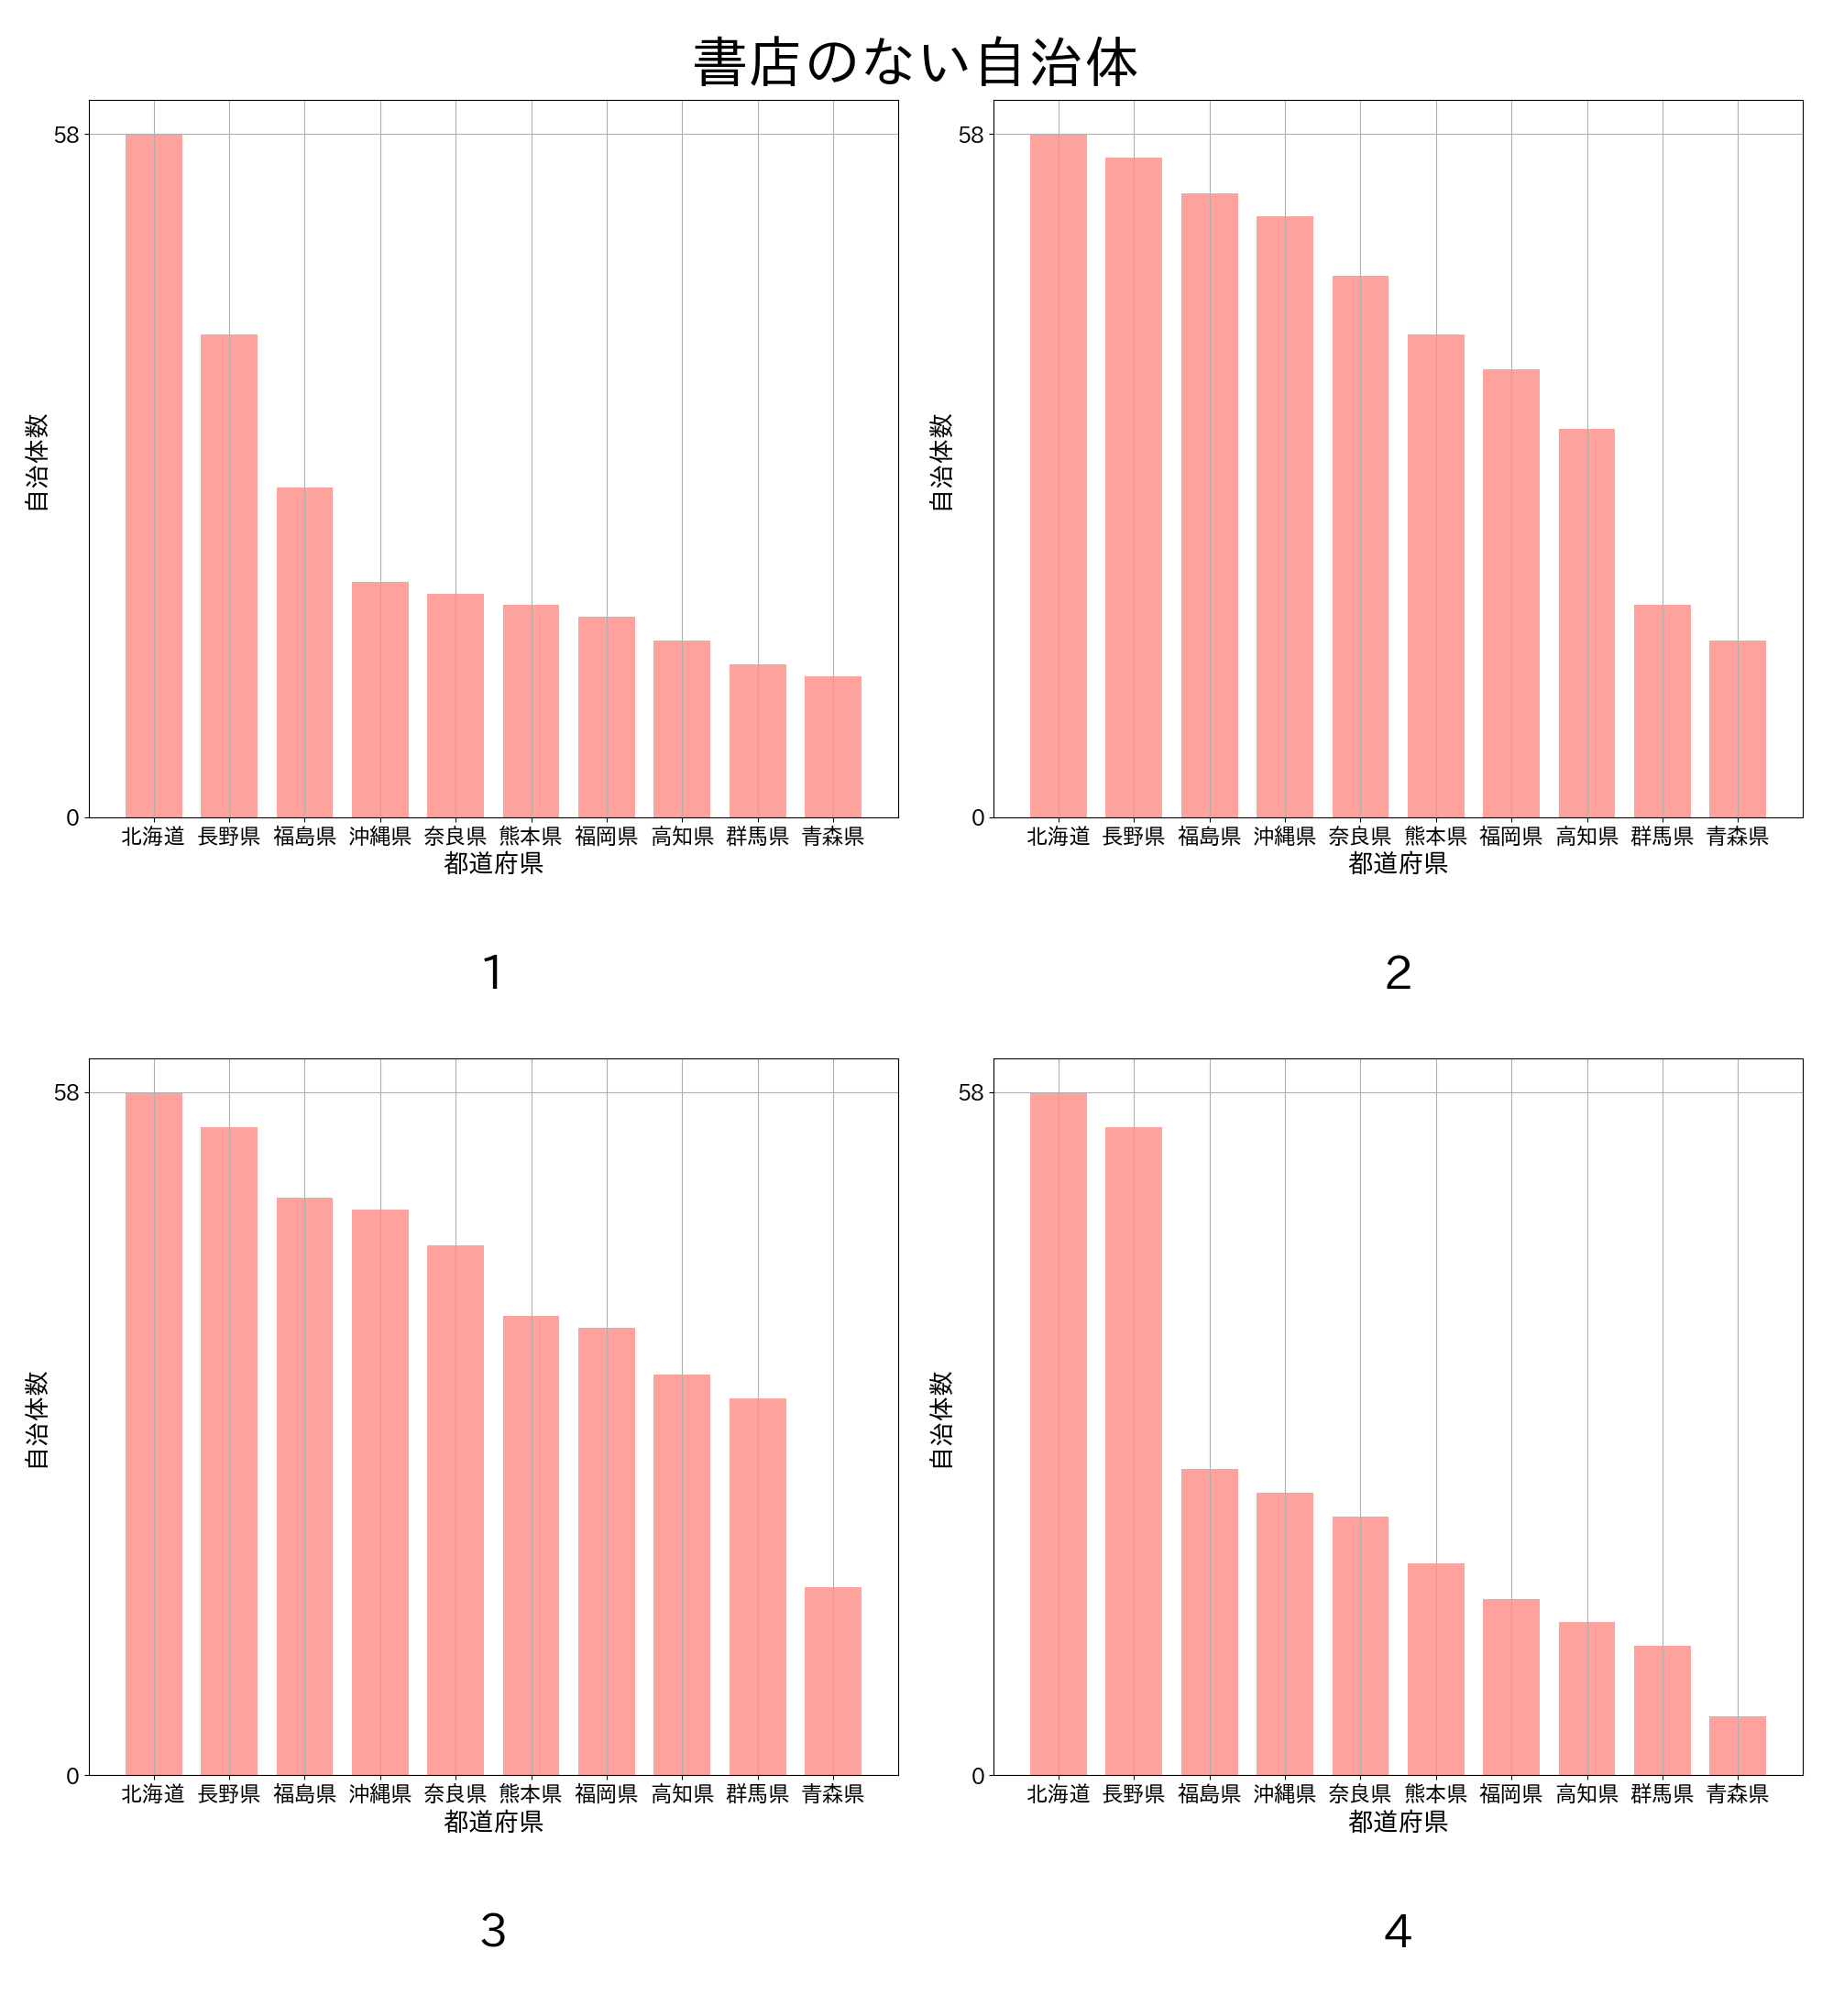 書店のない自治体
58
0
自治体数
北海道 長野県 福島県 沖縄県 奈良県 熊本県 福岡県 高知県 群馬県 青森県
都道府県
1
58
0
自治体数
北海道 長野県 福島県 沖縄県 奈良県 熊本県 福岡県 高知県 群馬県 青森県
都道府県
2
58
0
自治体数
北海道 長野県 福島県 沖縄県 奈良県 熊本県 福岡県 高知県 群馬県 青森県
都道府県
3
58
0
自治体数
北海道 長野県 福島県 沖縄県 奈良県 熊本県 福岡県 高知県 群馬県 青森県
都道府県
4